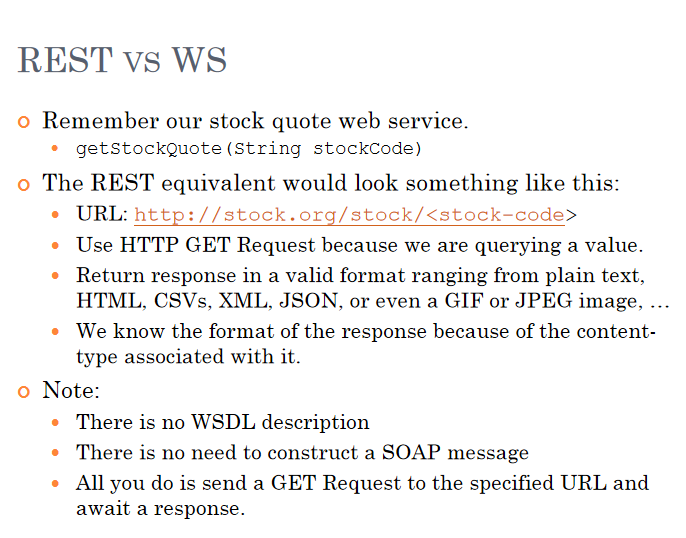 REST VS WS
Remember our stock quote web service.
getStockQuote(String stockCode)
The REST equivalent would look something like this:
URL: http://stock.org/stock/<stock-code>
Use HTTP GET Request because we are querying a value.
Return response in a valid format ranging from plain text,
HTML, CSVs, XML, JSON, or even a GIF or JPEG image, …
We know the format of the response because of the content-
type associated with it.
Note:
There is no WSDL description
There is no need to construct a SOAP message
All you do is send a GET Request to the specified URL and
await a response.